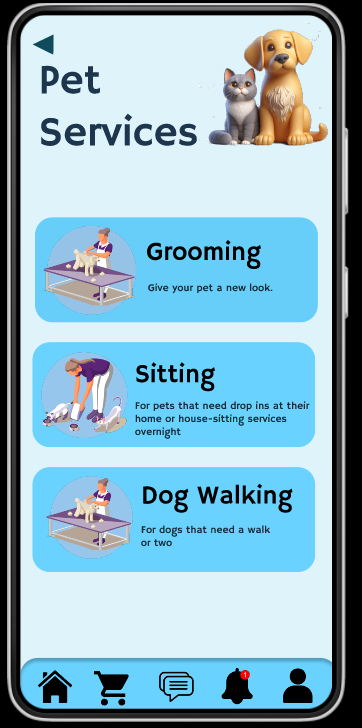 Pet
Services
Grooming
Give your pet a new look.
Sitting
For pets that need drop ins at their
home or house-sitting services
overnight
Dog Walking
For dogs that need a walk
or two
1